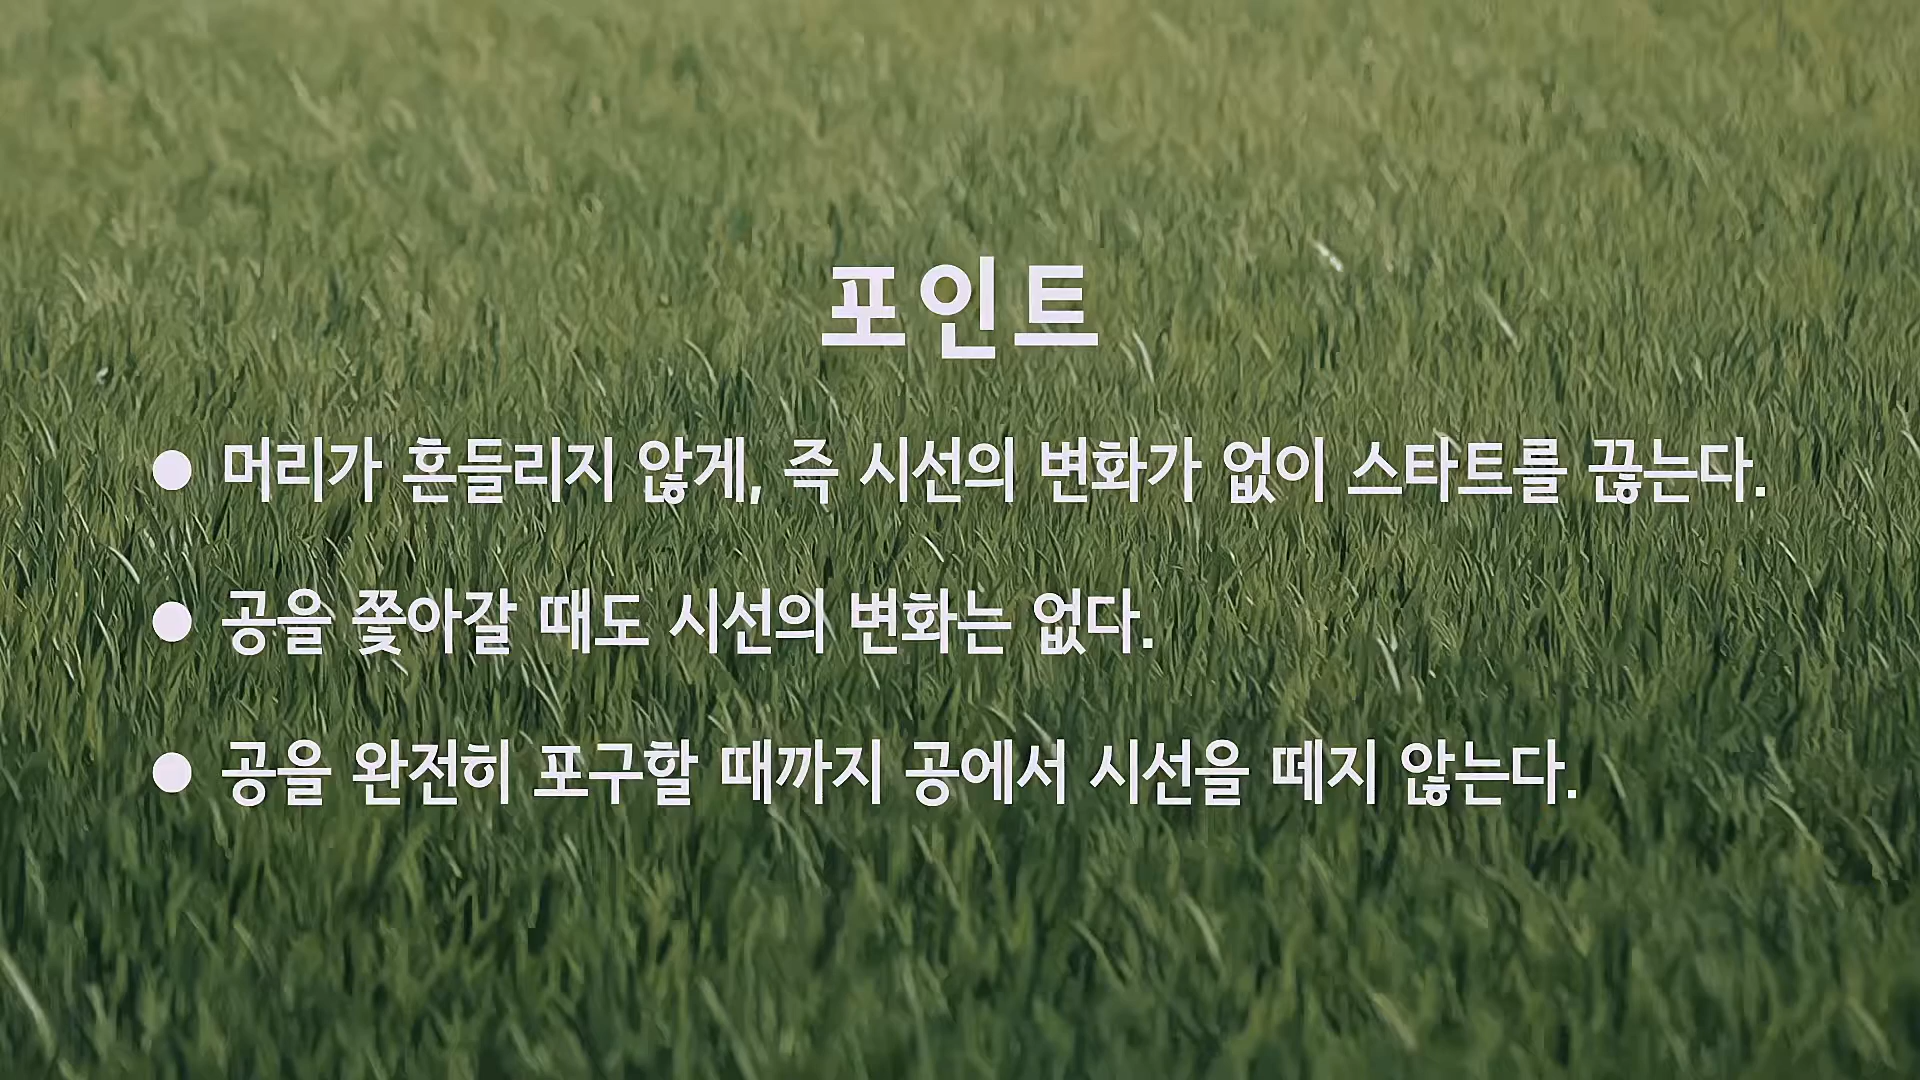 포인트
● 머리가 흔들리지 않게, 즉 시선의 변화가 없이 스타트를 끊는다.
● 공을 쫓아갈 때도 시선의 변화는 없다.
● 공을 완전히 포구할 때까지 공에서 시선을 떼지 않는다.